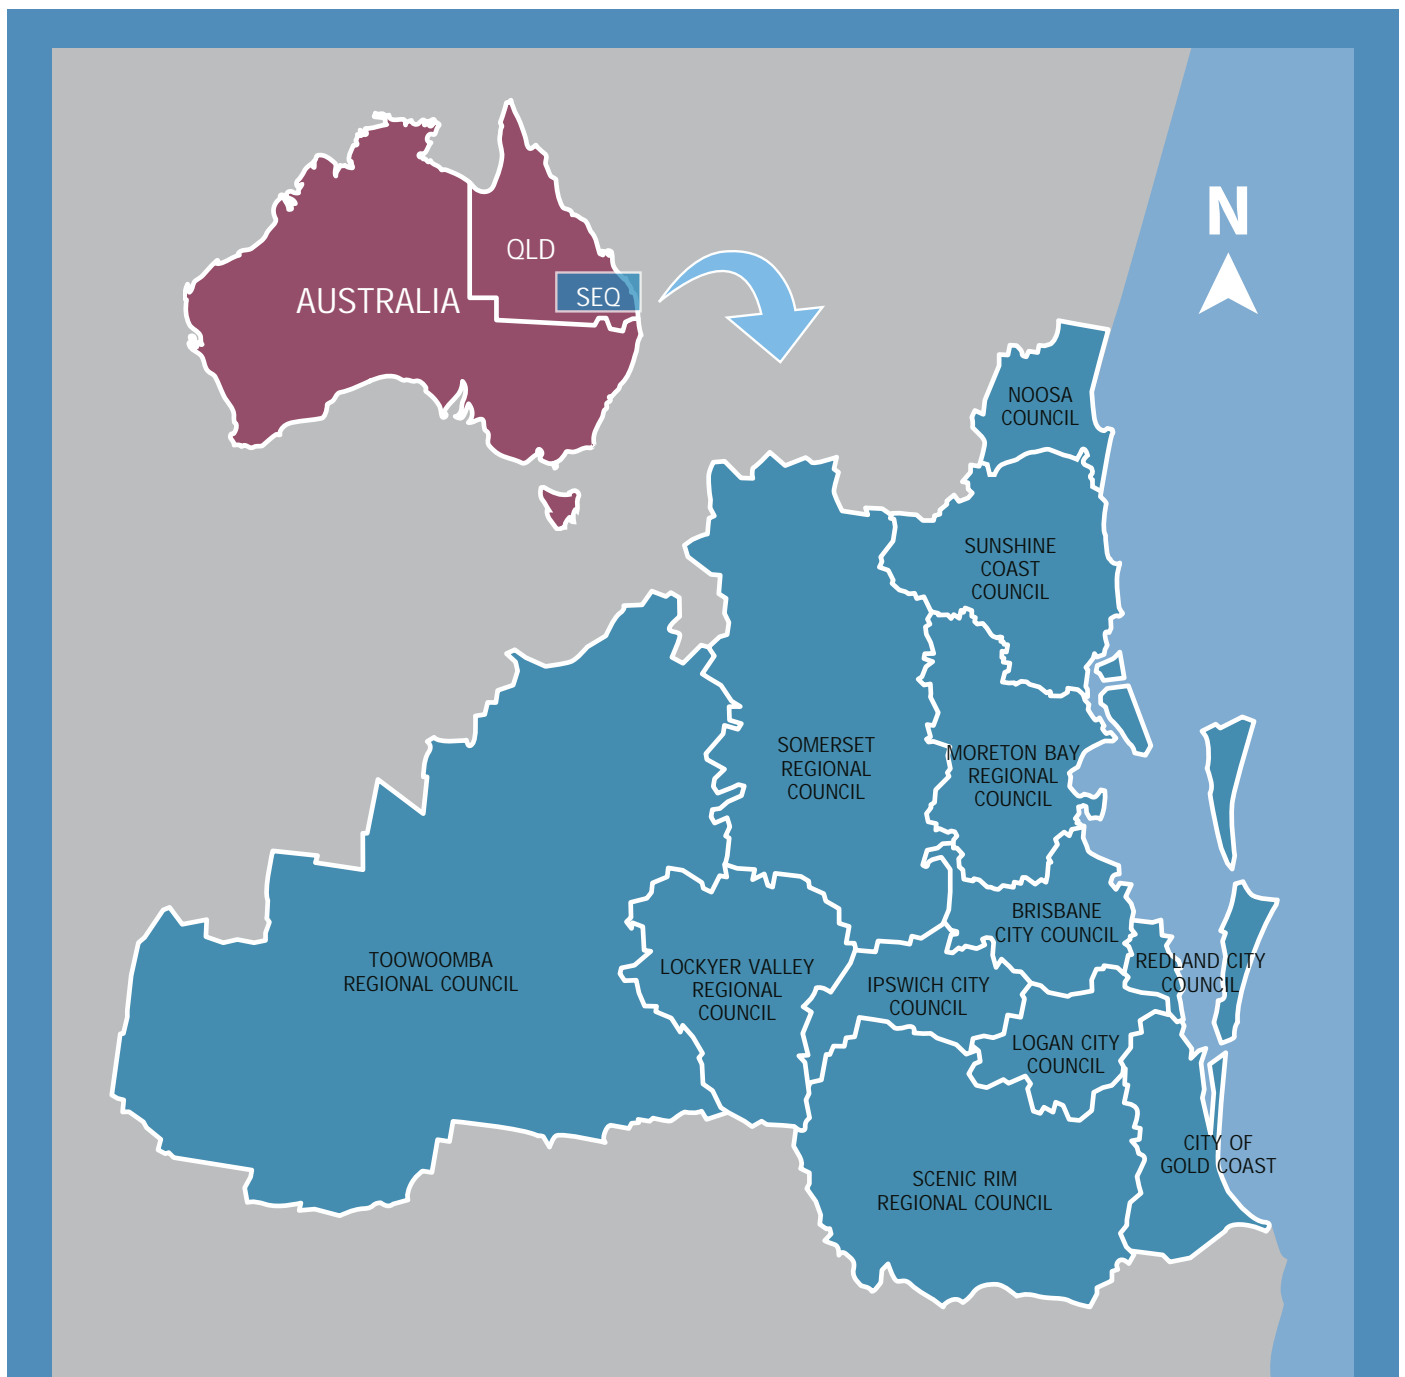 N
QLD
AUSTRALIA
SEQ
NOOSA
COUNCIL
SUNSHINE
COAST
COUNCIL
SOMERSET
REGIONAL
COUNCIL
MORETON BAY
REGIONAL
COUNCIL
BRISBANE
CITY COUNCIL
TOOWOOMBA
REGIONAL COUNCIL
LOCKYER VALLEY
REGIONAL
COUNCIL
IPSWICH CITY
COUNCIL
REDLAND CITY
COUNCIL
LOGAN CITY
COUNCIL
CITY OF
GOLD COAST
SCENIC RIM
REGIONAL COUNCIL